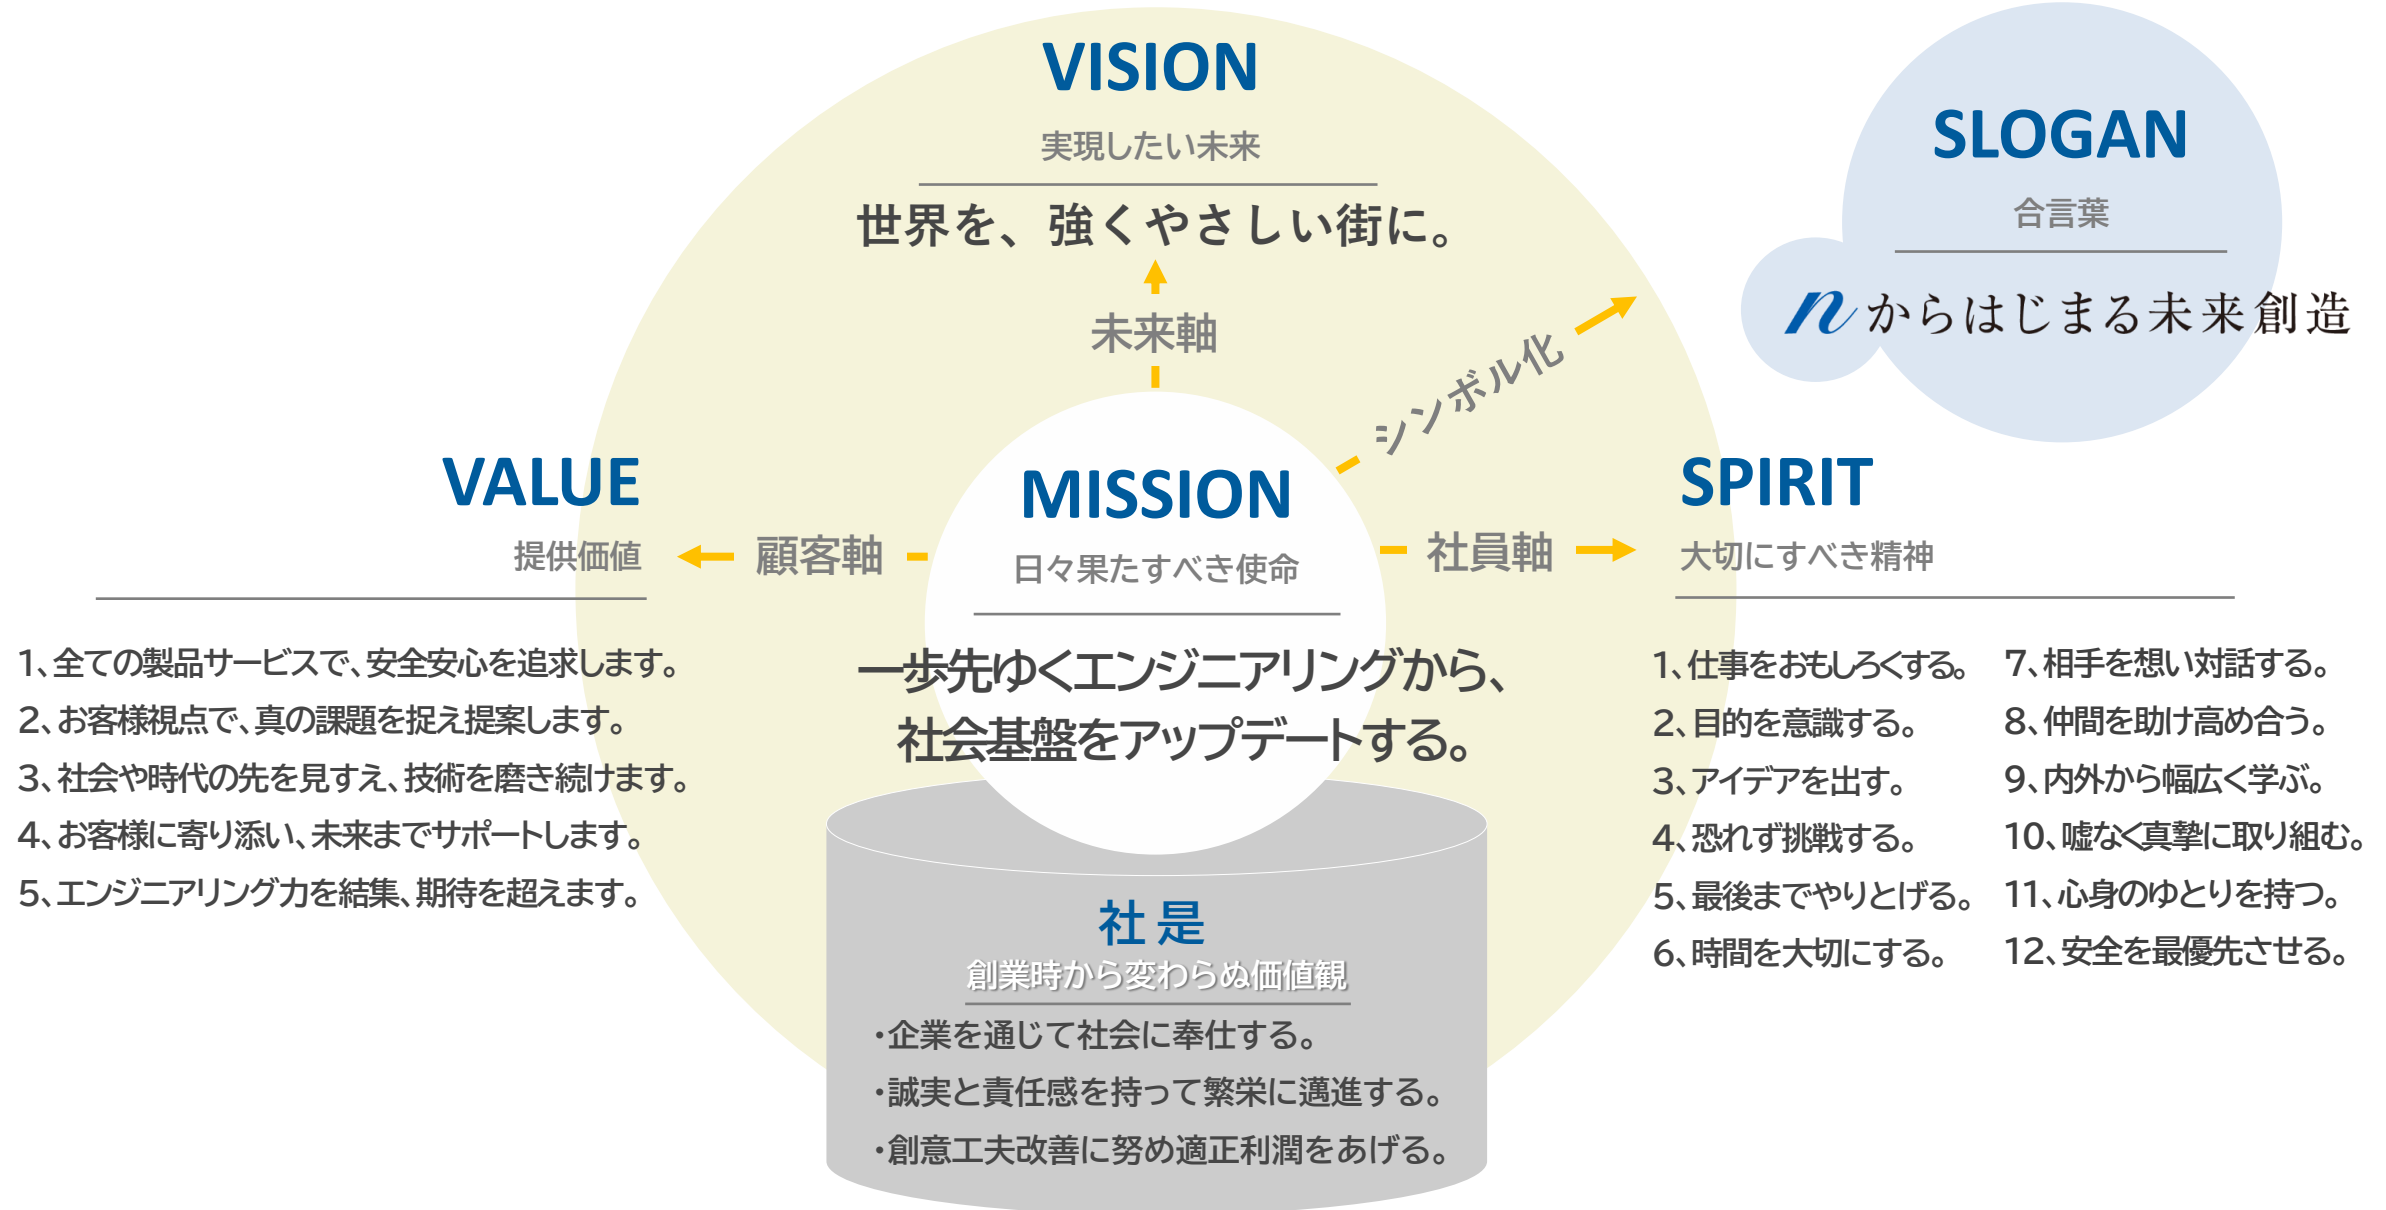 VISION
実現したい未来
世界を、強くやさしい街に。
未来軸
SLOGAN
合言葉
nからはじまる未来創造
シンボル化
VALUE
提供価値
顧客軸
1、全ての製品サービスで、安全安心を追求します。
2、お客様視点で、真の課題を捉え提案します。
3、社会や時代の先を見すえ、技術を磨き続けます。
4、お客様に寄り添い、未来までサポートします。
5、エンジニアリング力を結集、期待を超えます。
MISSION
日々果たすべき使命
一歩先ゆくエンジニアリングから、
社会基盤をアップデートする。
社員軸
SPIRIT
大切にすべき精神
1、仕事をおもしろくする。
2、目的を意識する。
3、アイデアを出す。
4、恐れず挑戦する。
5、最後までやりとげる。
6、時間を大切にする。
7、相手を想い対話する。
8、仲間を助け高め合う。
9、内外から幅広く学ぶ。
10、嘘なく真摯に取り組む。
11、心身のゆとりを持つ。
12、安全を最優先させる。
社是
創業時から変わらぬ価値観
・企業を通じて社会に奉仕する。
・誠実と責任感を持って繁栄に邁進する。
・創意工夫改善に努め適正利潤をあげる。